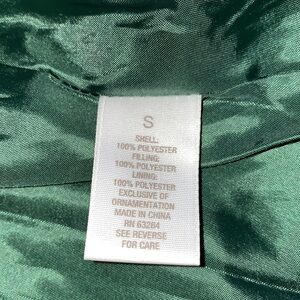 S
SHELL:
100% POLYESTER
FILLING:
100% POLYESTER
LINING:
100% POLYESTER
EXCLUSIVE OF
ORNAMENTATION
MADE IN CHINA
RN 63284
SEE REVERSE
FOR CARE